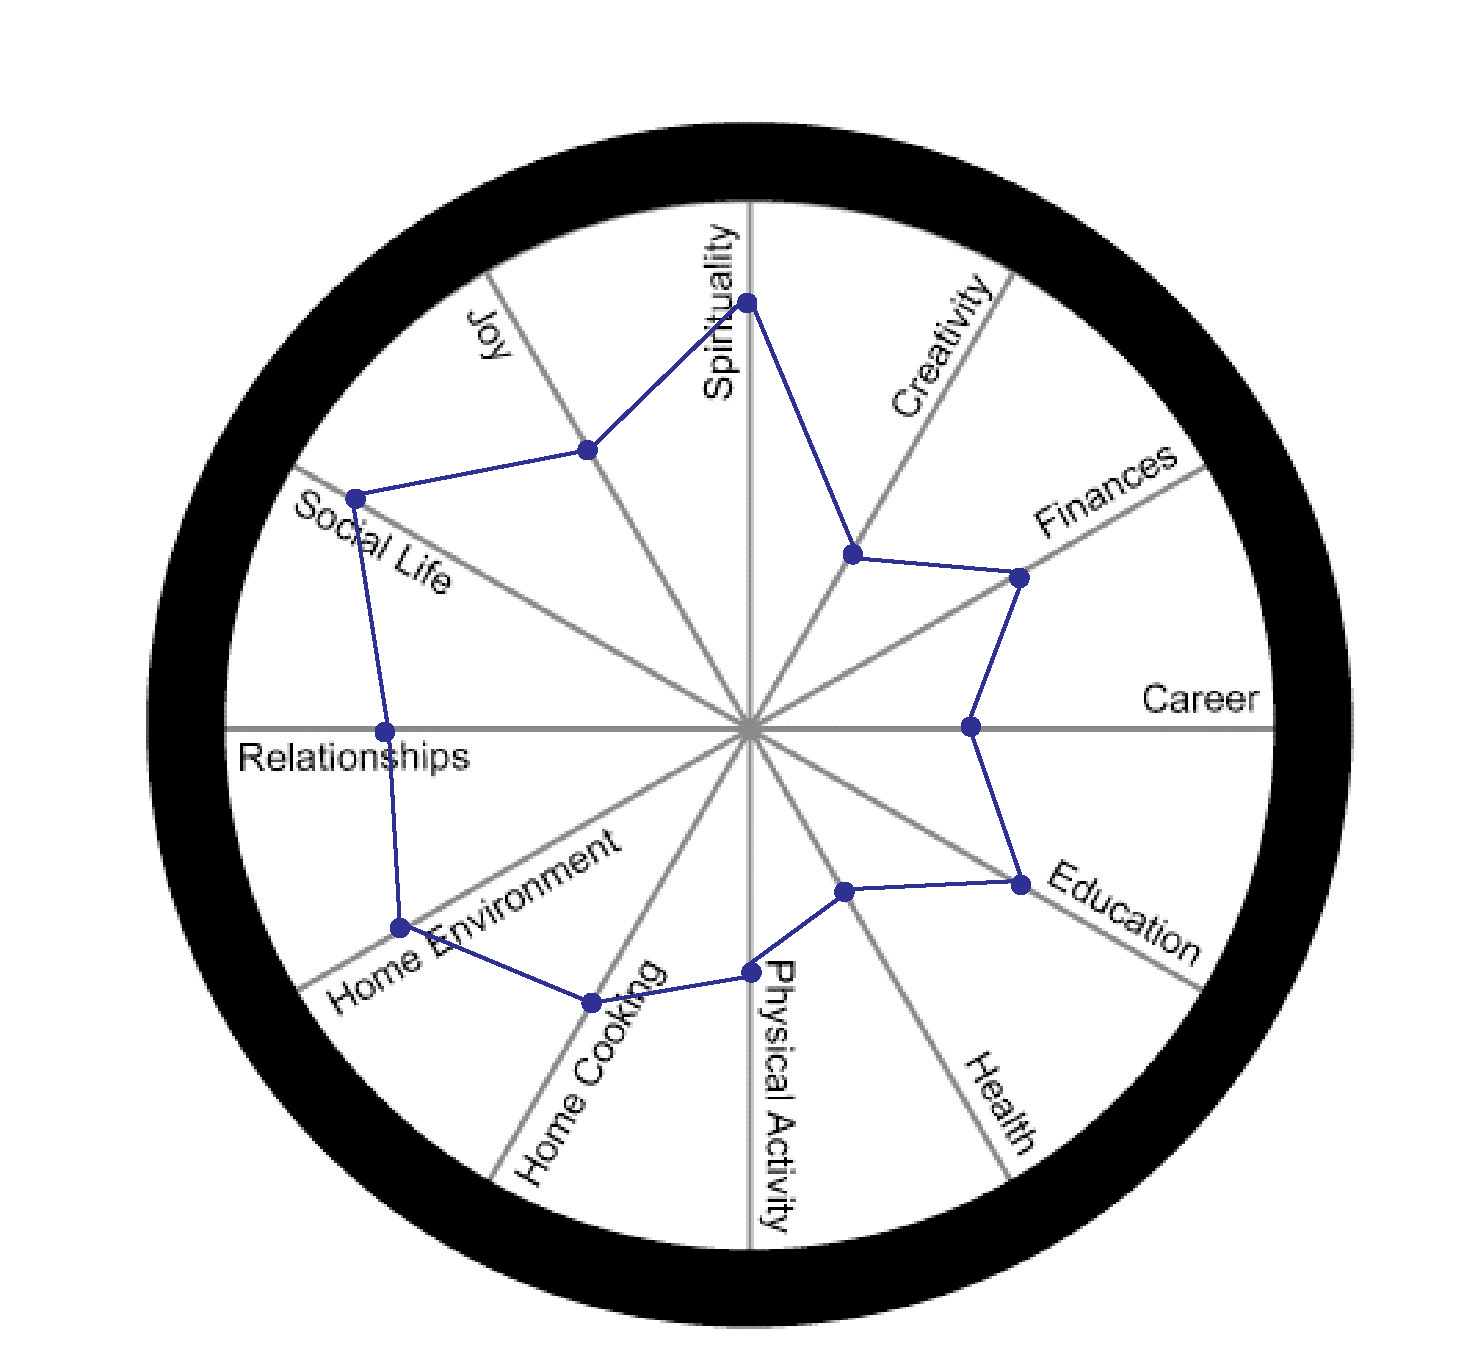 Spirituality
Creativity
Finances
Career
Education
Health
Physical Activity
Home Cooking
Home Environment
Relationships
Social Life
Joy